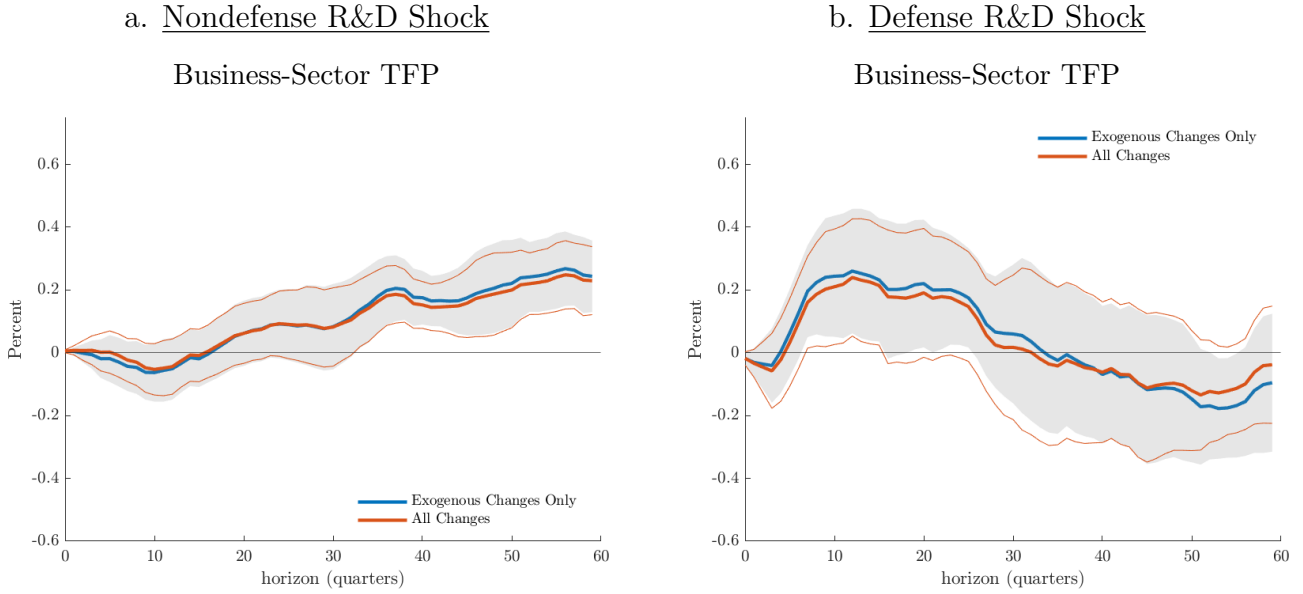 a. Nondefense R&D Shock
Business-Sector TFP
Percent
0.6
0.4
0.2
0
-0.2
-0.4
-0.6
Exogenous Changes Only
All Changes
0 10 20 30 40 50 60
horizon (quarters)
b. Defense R&D Shock
Business-Sector TFP
Percent
0.6
0.4
0.2
0
-0.2
-0.4
-0.6
Exogenous Changes Only
All Changes
0 10 20 30 40 50 60
horizon (quarters)